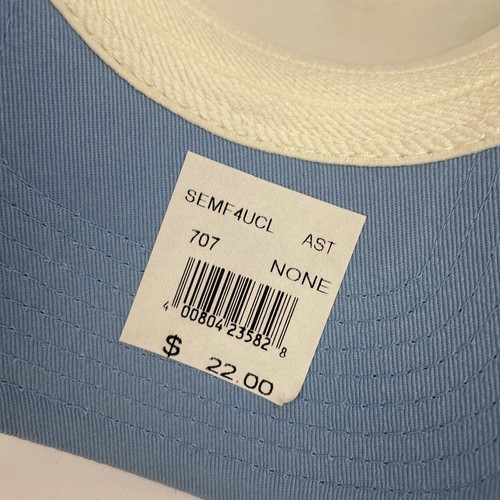 SEMF4UCL AST
707 NONE
4 00804 23582 8
$ 22.00